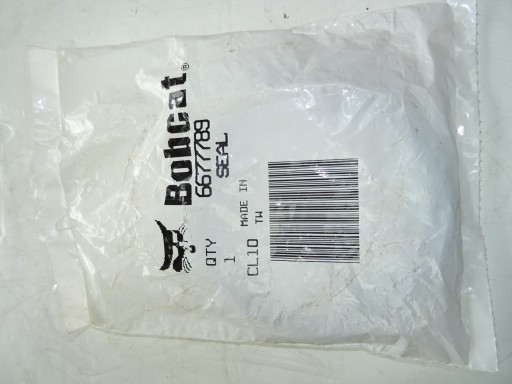 Bobcat®
6677789
SEAL
QTY
1
MADE IN
CL10 TW